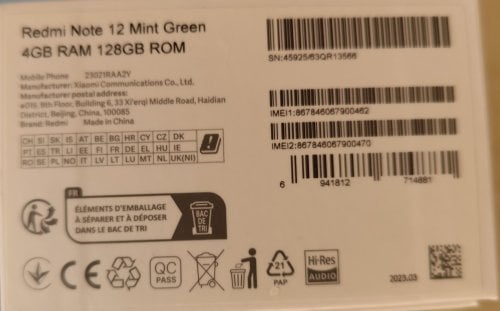 Redmi Note 12 Mint Green
4GB RAM 128GB ROM
Mobile Phone 23021RAA2Y
Manufacturer: Xiaomi Communications Co., Ltd.
Manufacturer postal address:
#019, 9th Floor, Building 6, 33 Xi'erqi Middle Road, Haidian
District, Beijing, China, 100085
Brand: Redmi Made in China
SN:45925/63QR13566
IMEI1:867846067900462
IMEI2:867846067900470
6 941812 714881
CH SI SK IS AT BE BG HR CY CZ DK
PT ES TR LI EE FI FR DE EL HU IE
RO SE PL NO IT LV LT LU MT NL UK(NI)
FR
ÉLÉMENTS D'EMBALLAGE
À SÉPARER ET À DÉPOSER
DANS LE BAC DE TRI
BAC
DE
TRI
CE
QC
PASS
21
PAP
Hi-Res
AUDIO
2023.03